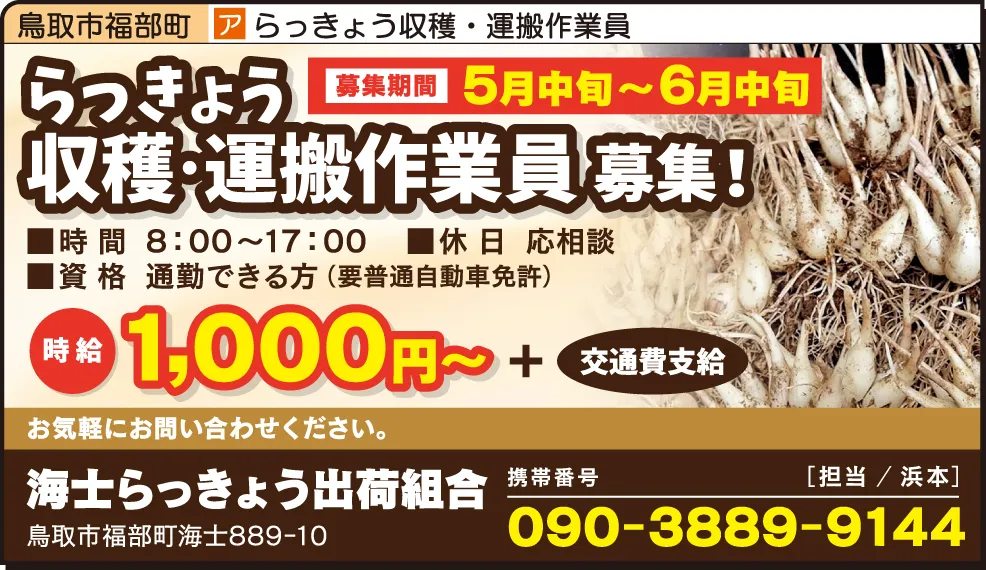 鳥取市福部町 ア らっきょう収穫・運搬作業員
募集期間 5月中旬～6月中旬
らっきょう
収穫・運搬作業員 募集！
■時間 8：00～17：00 ■休日 応相談
■資格 通勤できる方（要普通自動車免許）
時給 1,000円～ + 交通費支給
お気軽にお問い合わせください。
海士らっきょう出荷組合
鳥取市福部町海士889-10
携帯番号 ［担当 / 浜本］
090-3889-9144